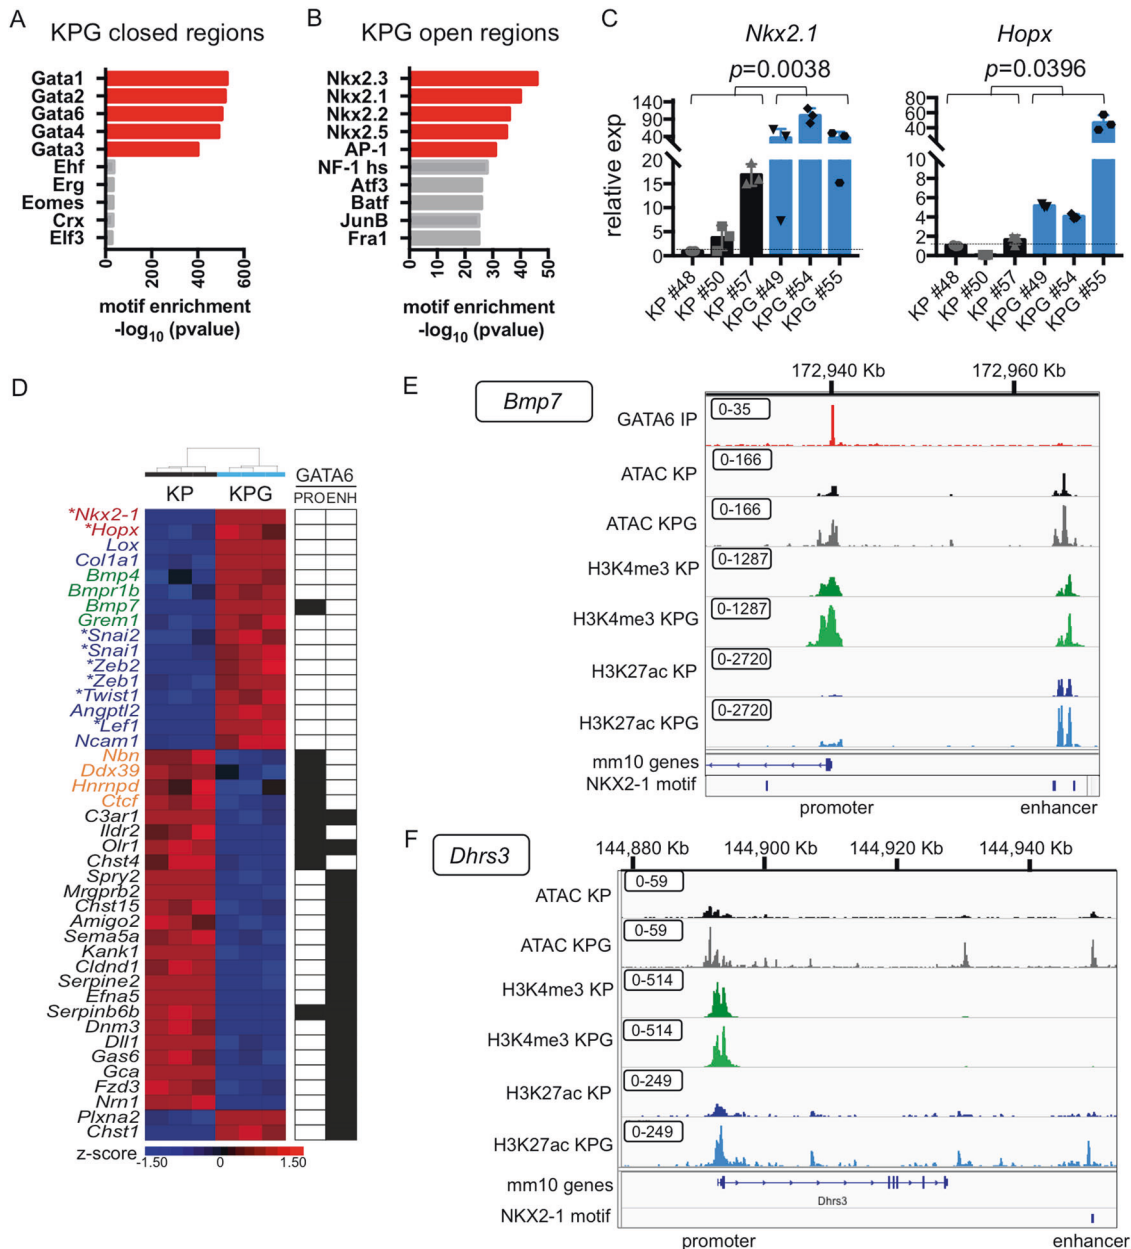 A
KPG closed regions
Gata1
Gata2
Gata6
Gata4
Gata3
Ehf
Erg
Eomes
Crx
Elf3
0
2000
4000
6000
motif enrichment
-log10 (pvalue)
B
KPG open regions
Nkx2.3
Nkx2.1
Nkx2.2
Nkx2.5
AP-1
NF-1 hs
Atf3
Batf
JunB
Fra1
0
10
20
30
40
50
motif enrichment
-log10 (pvalue)
C
Nkx2.1
p=0.0038
relative exp
140
90
40
20
15
10
5
0
KP #48
KP #50
KP #57
KPG #49
KPG #54
KPG #55
Hopx
p=0.0396
80
60
40
10
8
6
4
2
0
KP #48
KP #50
KP #57
KPG #49
KPG #54
KPG #55
D
KP
KPG
GATA6
PRO ENH
*Nkx2-1
*Hopx
Lox
Col1a1
Bmp4
Bmpr1b
Bmp7
Grem1
*Snai2
*Snai1
*Zeb2
*Zeb1
*Twist1
Angptl2
*Lef1
Ncam1
Nbn
Ddx39
Hnrnpd
Ctcf
C3ar1
Ildr2
Olr1
Chst4
Spry2
Mrgprb2
Chst15
Amigo2
Sema5a
Kank1
Cldnd1
Serpine2
Efna5
Serpinb6b
Dnm3
Dll1
Gas6
Gca
Fzd3
Nrn1
Plxna2
Chst1
z-score
-1.50 0 1.50
E
Bmp7
172,940 Kb 172,960 Kb
GATA6 IP 0-35
ATAC KP 0-166
ATAC KPG 0-166
H3K4me3 KP 0-1287
H3K4me3 KPG 0-1287
H3K27ac KP 0-2720
H3K27ac KPG 0-2720
mm10 genes
NKX2-1 motif
promoter enhancer
F
Dhrs3
144,880 Kb 144,900 Kb 144,920 Kb 144,940 Kb
ATAC KP 0-59
ATAC KPG 0-59
H3K4me3 KP 0-514
H3K4me3 KPG 0-514
H3K27ac KP 0-249
H3K27ac KPG 0-249
mm10 genes
Dhrs3
NKX2-1 motif
promoter enhancer